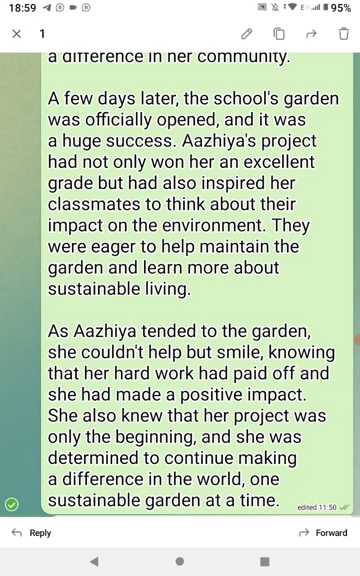 18:59
95%
1
a difference in her community.
A few days later, the school's garden
was officially opened, and it was
a huge success. Aazhiya's project
had not only won her an excellent
grade but had also inspired her
classmates to think about their
impact on the environment. They
were eager to help maintain the
garden and learn more about
sustainable living.
As Aazhiya tended to the garden,
she couldn't help but smile, knowing
that her hard work had paid off and
she had made a positive impact.
She also knew that her project was
only the beginning, and she was
determined to continue making
a difference in the world, one
sustainable garden at a time.
edited 11:50
Reply
Forward